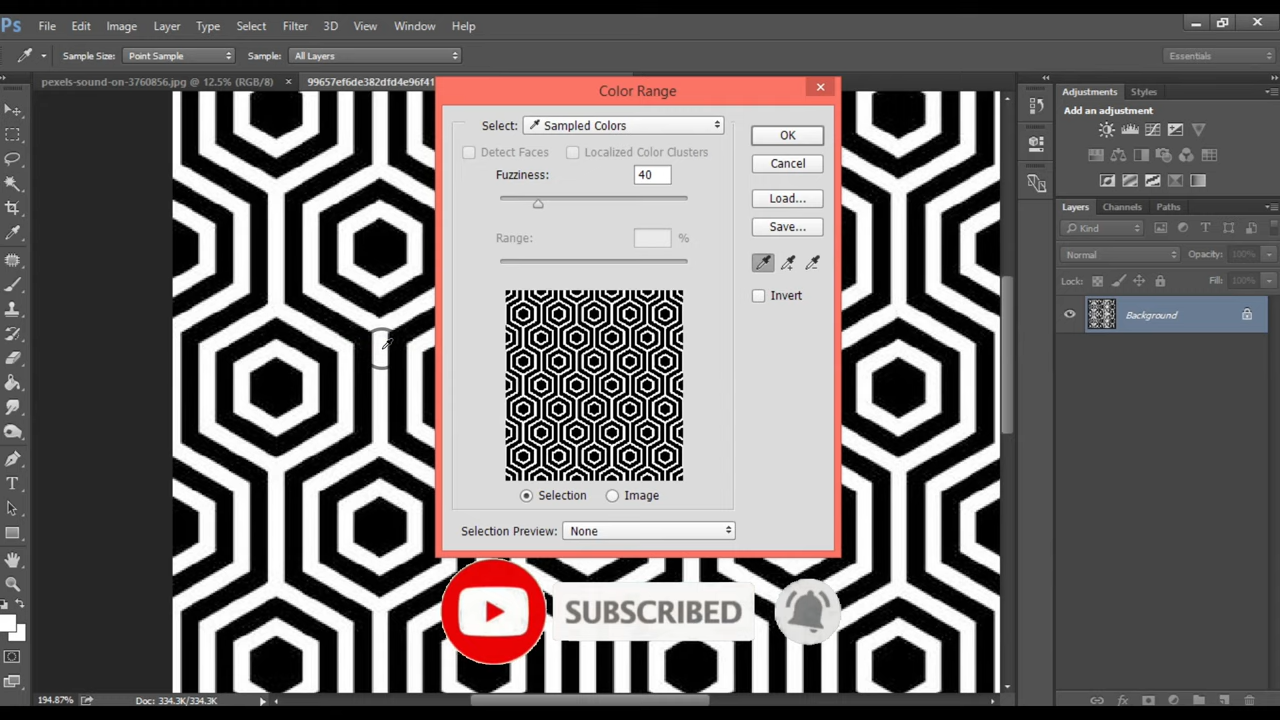 Ps File Edit Image Layer Type Select Filter 3D View Window Help
Sample Size: Point Sample Sample: All Layers Essentials
pexels-sound-on-3760856.jpg @ 12.5% (RGB/8) × 99657ef6de382dfd4e96f41
Color Range
Adjustments Styles
Add an adjustment
Select: Sampled Colors
OK
Detect Faces Localized Color Clusters
Cancel
Fuzziness: 40
Load...
Save...
Range: %
Invert
Layers Channels Paths
Kind
Normal Opacity: 100%
Lock: Fill: 100%
Background
Selection Image
Selection Preview: None
SUBSCRIBED
194.87% Doc: 334.3K/334.3K